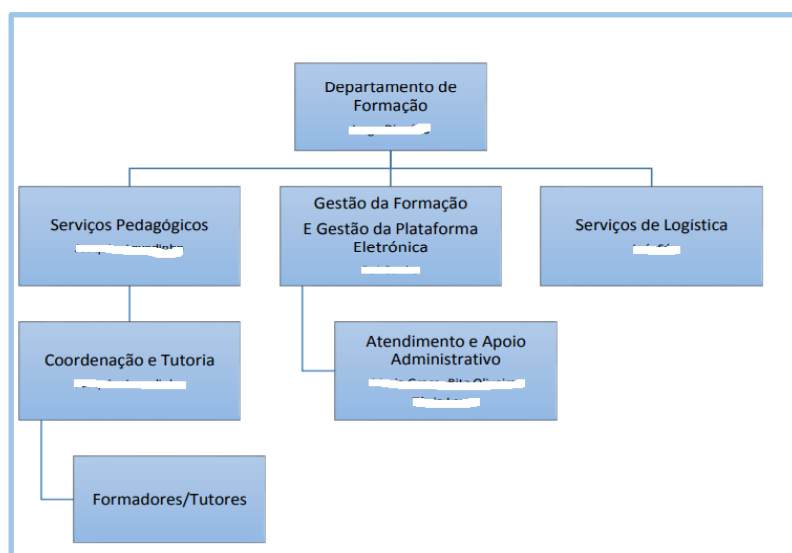 Departamento de
Formação
Serviços Pedagógicos
Gestão da Formação
E Gestão da Plataforma
Eletrónica
Serviços de Logística
Coordenação e Tutoria
Atendimento e Apoio
Administrativo
Formadores/Tutores